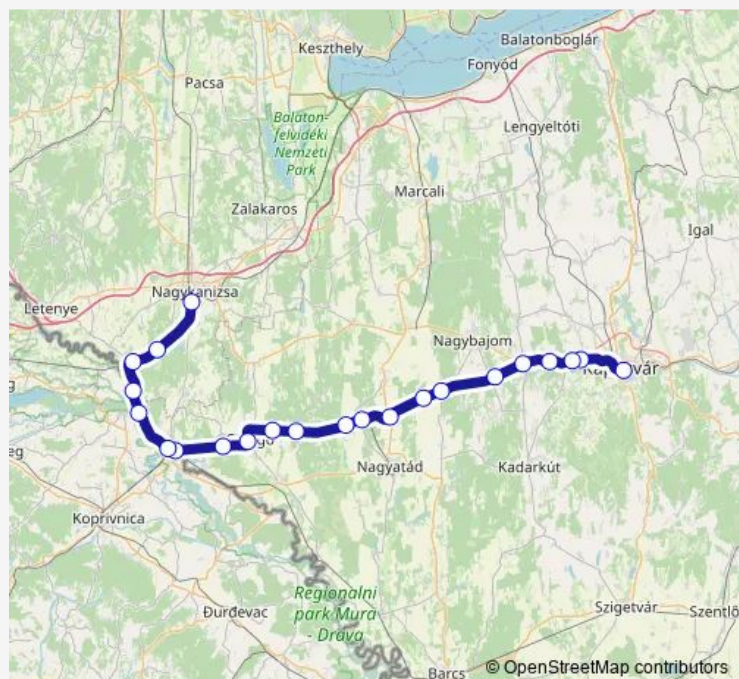 Keszthely
Balatonboglár
Fonyód
Pacsa
Balaton-
felvidéki
Nemzeti
Park
Lengyeltóti
Marcali
Zalakaros
Igal
Nagykanizsa
Letenye
Nagybajom
Nagyatád
Kadarkút
Koprivnica
Regionalni
park Mura
- Drava
Đurđevac
Szigetvár
Szentlő
Barcs
© OpenStreetMap contributors